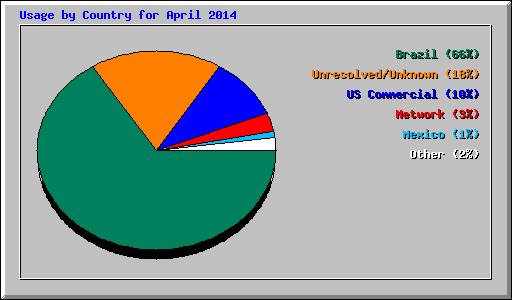 Usage by Country for April 2014
Brazil (66%)
Unresolved/Unknown (18%)
US Commercial (10%)
Network (3%)
Mexico (1%)
Other (2%)